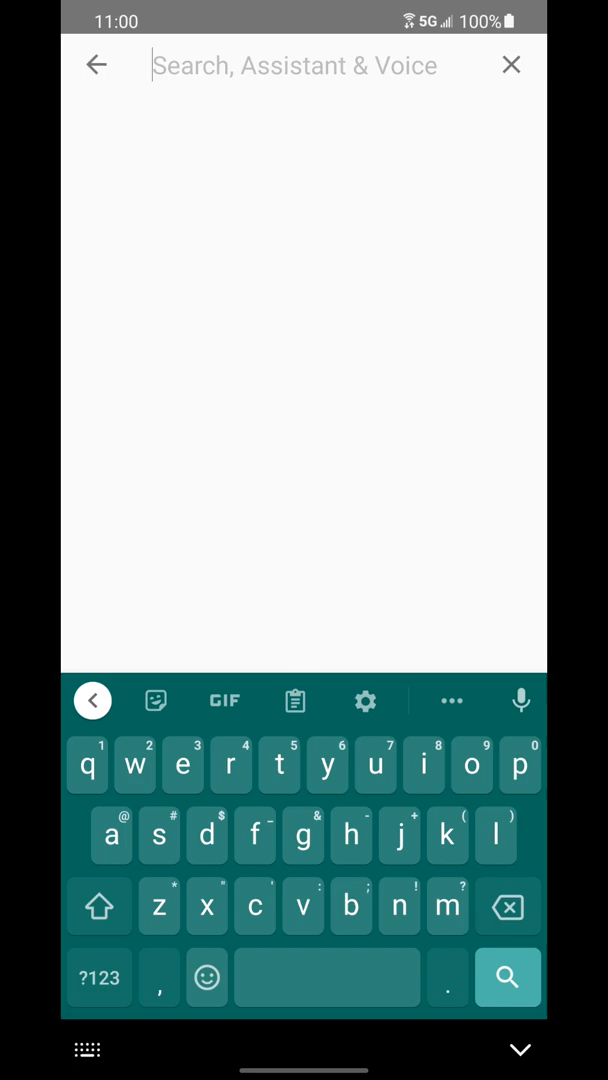 11:00 5G 100%
Search, Assistant & Voice
GIF
1 2 3 4 5 6 7 8 9 0
q w e r t y u i o p
@ # $ _ & - + ( )
a s d f g h j k l
* " ' : ; ! ?
z x c v b n m
?123 , .